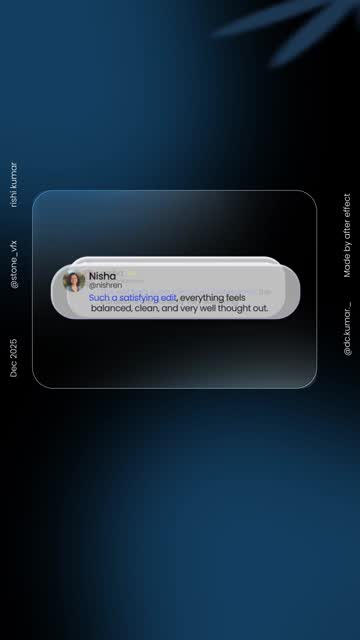 rishi kumar
@stone_vfx
Dec 2025
Nisha
@nishren
Such a satisfying edit, everything feels
balanced, clean, and very well thought out.
Made by after effect
@dc.kumar._